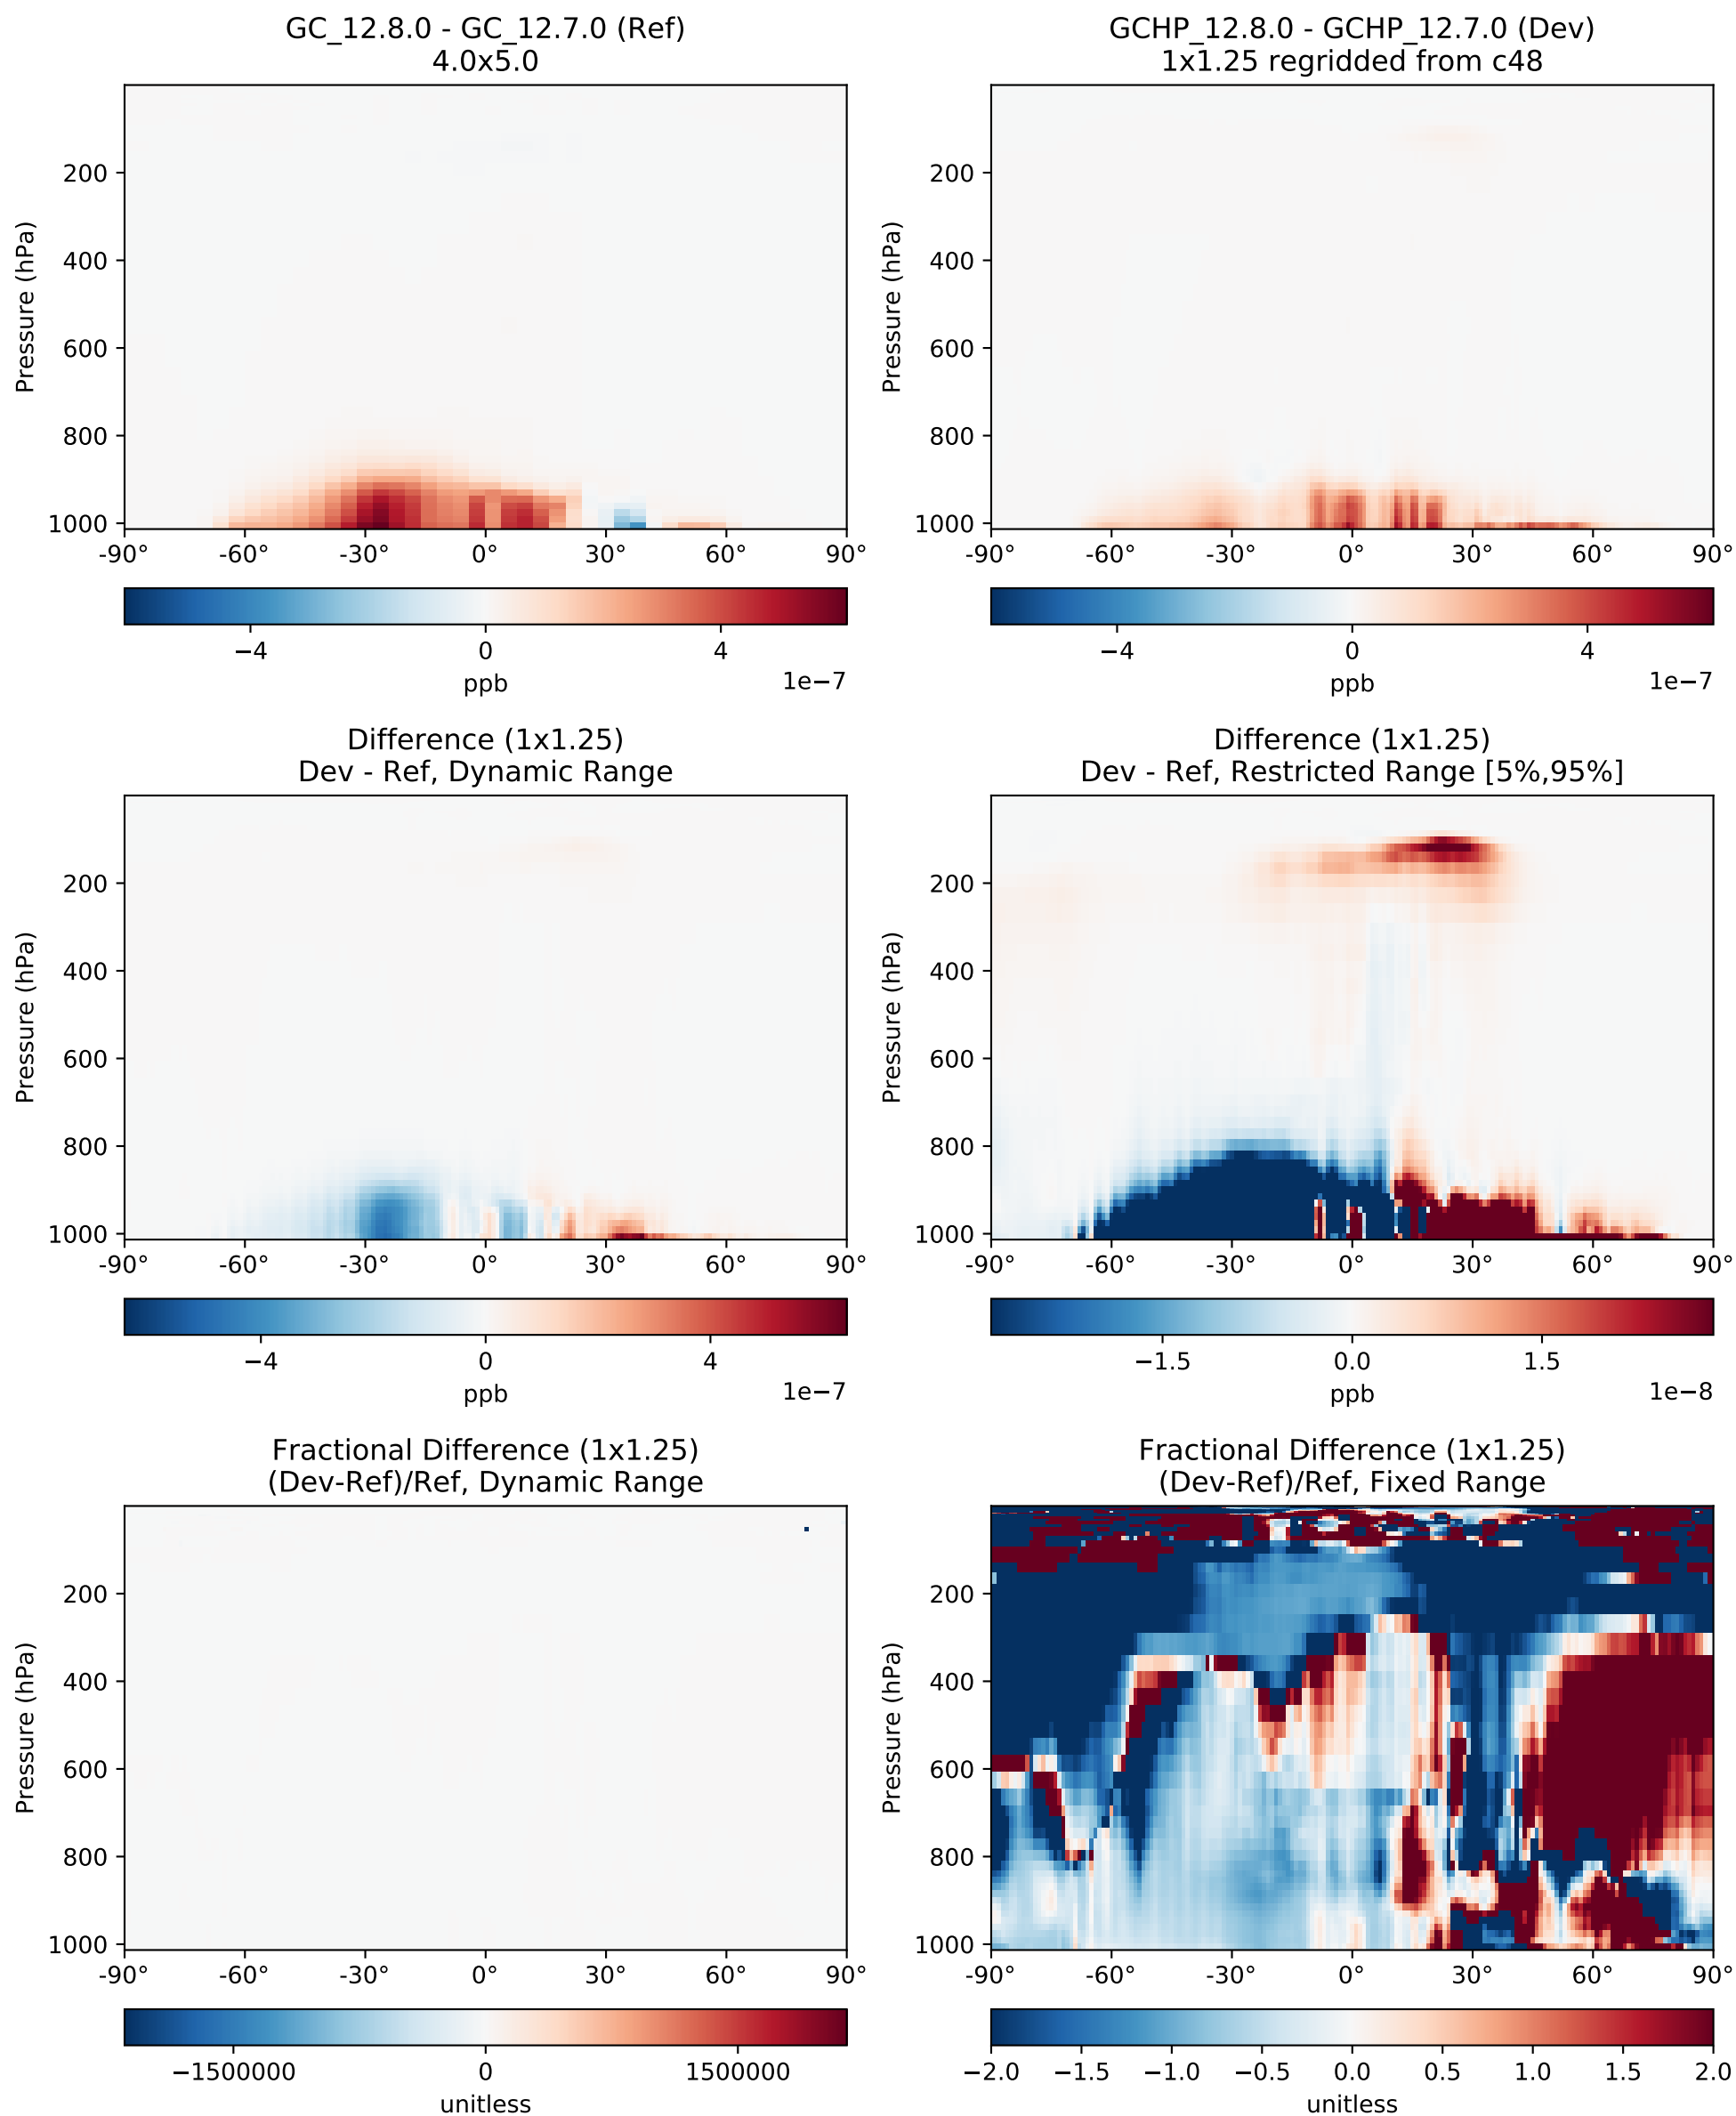 GC_12.8.0 - GC_12.7.0 (Ref)
4.0x5.0
Pressure (hPa)
200
400
600
800
1000
-90° -60° -30° 0° 30° 60° 90°
−4 0 4
ppb
1e−7
GCHP_12.8.0 - GCHP_12.7.0 (Dev)
1x1.25 regridded from c48
Pressure (hPa)
200
400
600
800
1000
-90° -60° -30° 0° 30° 60° 90°
−4 0 4
ppb
1e−7
Difference (1x1.25)
Dev - Ref, Dynamic Range
Pressure (hPa)
200
400
600
800
1000
-90° -60° -30° 0° 30° 60° 90°
−4 0 4
ppb
1e−7
Difference (1x1.25)
Dev - Ref, Restricted Range [5%,95%]
Pressure (hPa)
200
400
600
800
1000
-90° -60° -30° 0° 30° 60° 90°
−1.5 0.0 1.5
ppb
1e−8
Fractional Difference (1x1.25)
(Dev-Ref)/Ref, Dynamic Range
Pressure (hPa)
200
400
600
800
1000
-90° -60° -30° 0° 30° 60° 90°
−1500000 0 1500000
unitless
Fractional Difference (1x1.25)
(Dev-Ref)/Ref, Fixed Range
Pressure (hPa)
200
400
600
800
1000
-90° -60° -30° 0° 30° 60° 90°
−2.0 −1.5 −1.0 −0.5 0.0 0.5 1.0 1.5 2.0
unitless